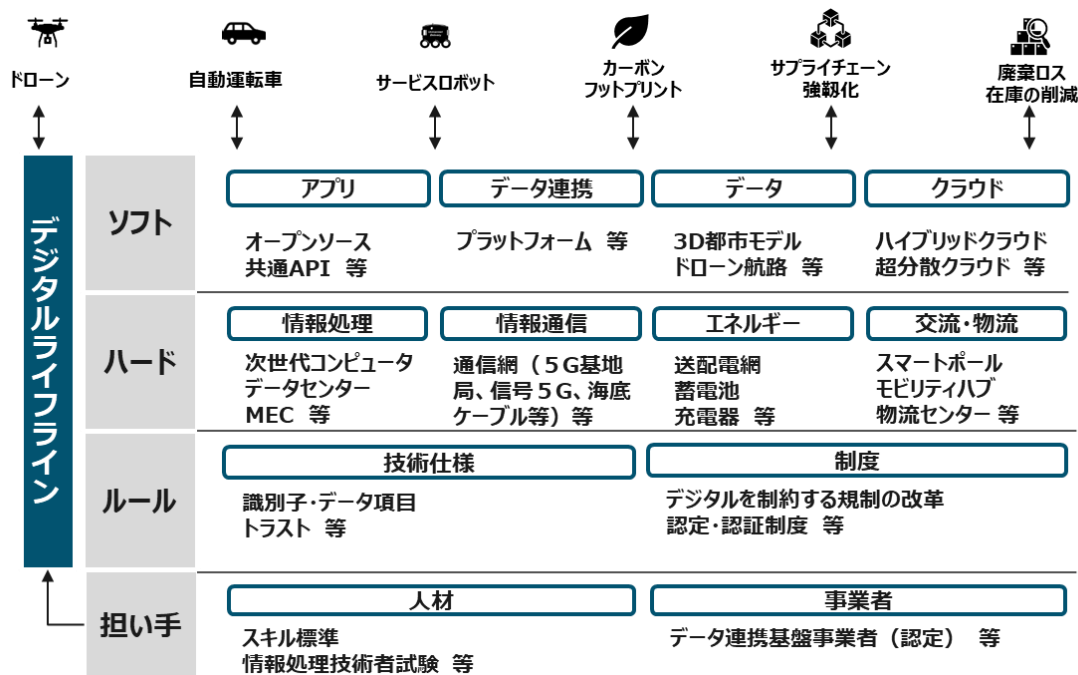 ドローン
自動運転車
サービスロボット
カーボン
フットプリント
サプライチェーン
強靱化
廃棄ロス
在庫の削減
デジタルライフライン
ソフト
アプリ
オープンソース
共通API 等
データ連携
プラットフォーム 等
データ
3D都市モデル
ドローン航路 等
クラウド
ハイブリッドクラウド
超分散クラウド 等
ハード
情報処理
次世代コンピュータ
データセンター
MEC 等
情報通信
通信網（５G基地
局、信号５G、海底
ケーブル等）等
エネルギー
送配電網
蓄電池
充電器 等
交流・物流
スマートポール
モビリティハブ
物流センター 等
ルール
技術仕様
識別子・データ項目
トラスト 等
制度
デジタルを制約する規制の改革
認定・認証制度 等
担い手
人材
スキル標準
情報処理技術者試験 等
事業者
データ連携基盤事業者（認定） 等